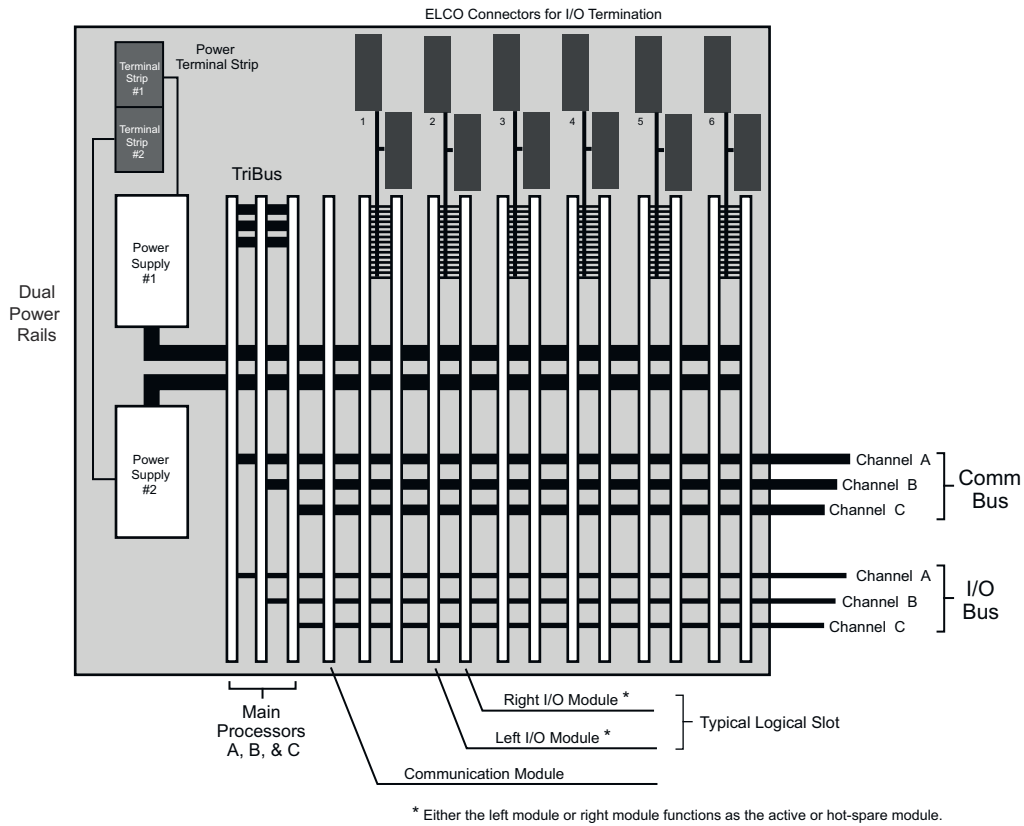 ELCO Connectors for I/O Termination
Power
Terminal Strip
Terminal
Strip
#1
Terminal
Strip
#2
1
2
3
4
5
6
TriBus
Power
Supply
#1
Dual
Power
Rails
Power
Supply
#2
Channel A
Channel B
Channel C
Comm
Bus
Channel A
Channel B
Channel C
I/O
Bus
Main
Processors
A, B, & C
Right I/O Module *
Left I/O Module *
Typical Logical Slot
Communication Module
* Either the left module or right module functions as the active or hot-spare module.